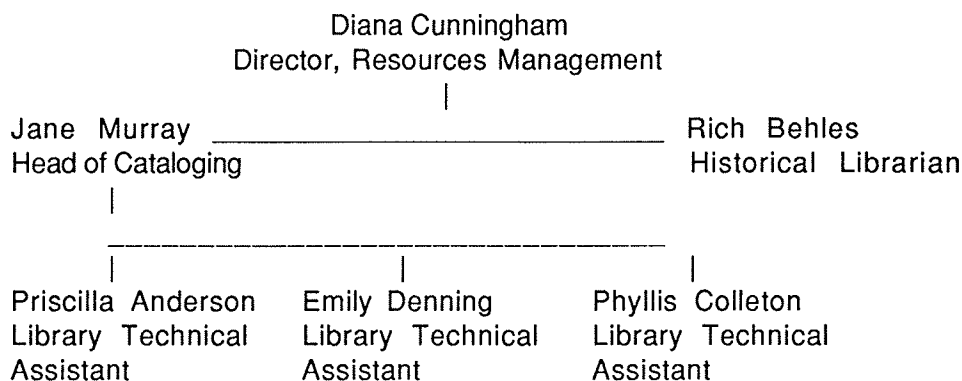 Diana Cunningham
Director, Resources Management
Jane Murray Rich Behles
Head of Cataloging Historical Librarian
Priscilla Anderson Emily Denning Phyllis Colleton
Library Technical Library Technical Library Technical
Assistant Assistant Assistant